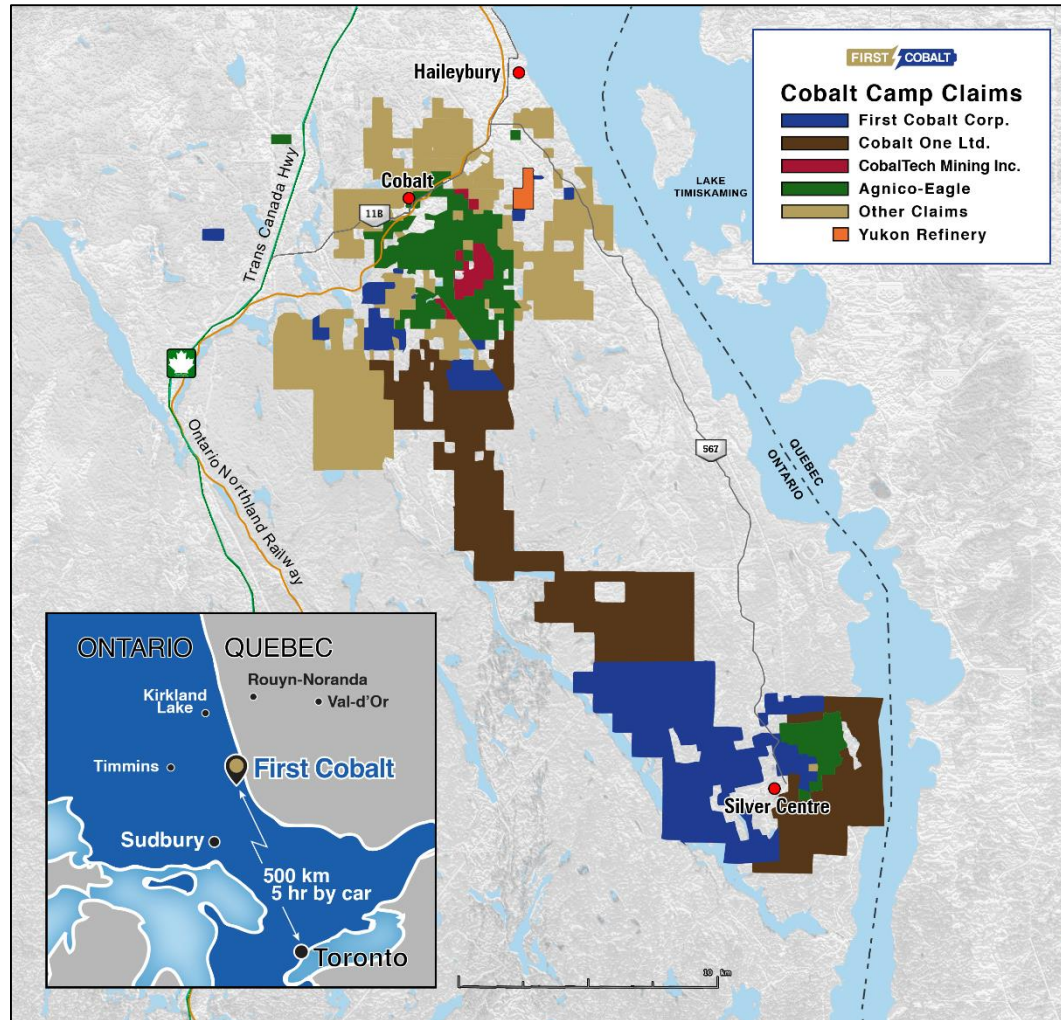 Haileybury
Cobalt
11B
Trans Canada Hwy
Ontario Northland Railway
LAKE
TIMISKAMING
QUEBEC
ONTARIO
567
Silver Centre
FIRST COBALT
Cobalt Camp Claims
First Cobalt Corp.
Cobalt One Ltd.
CobalTech Mining Inc.
Agnico-Eagle
Other Claims
Yukon Refinery
ONTARIO
QUEBEC
Rouyn-Noranda
Val-d'Or
Kirkland
Lake
Timmins
First Cobalt
Sudbury
500 km
5 hr by car
Toronto
10 km